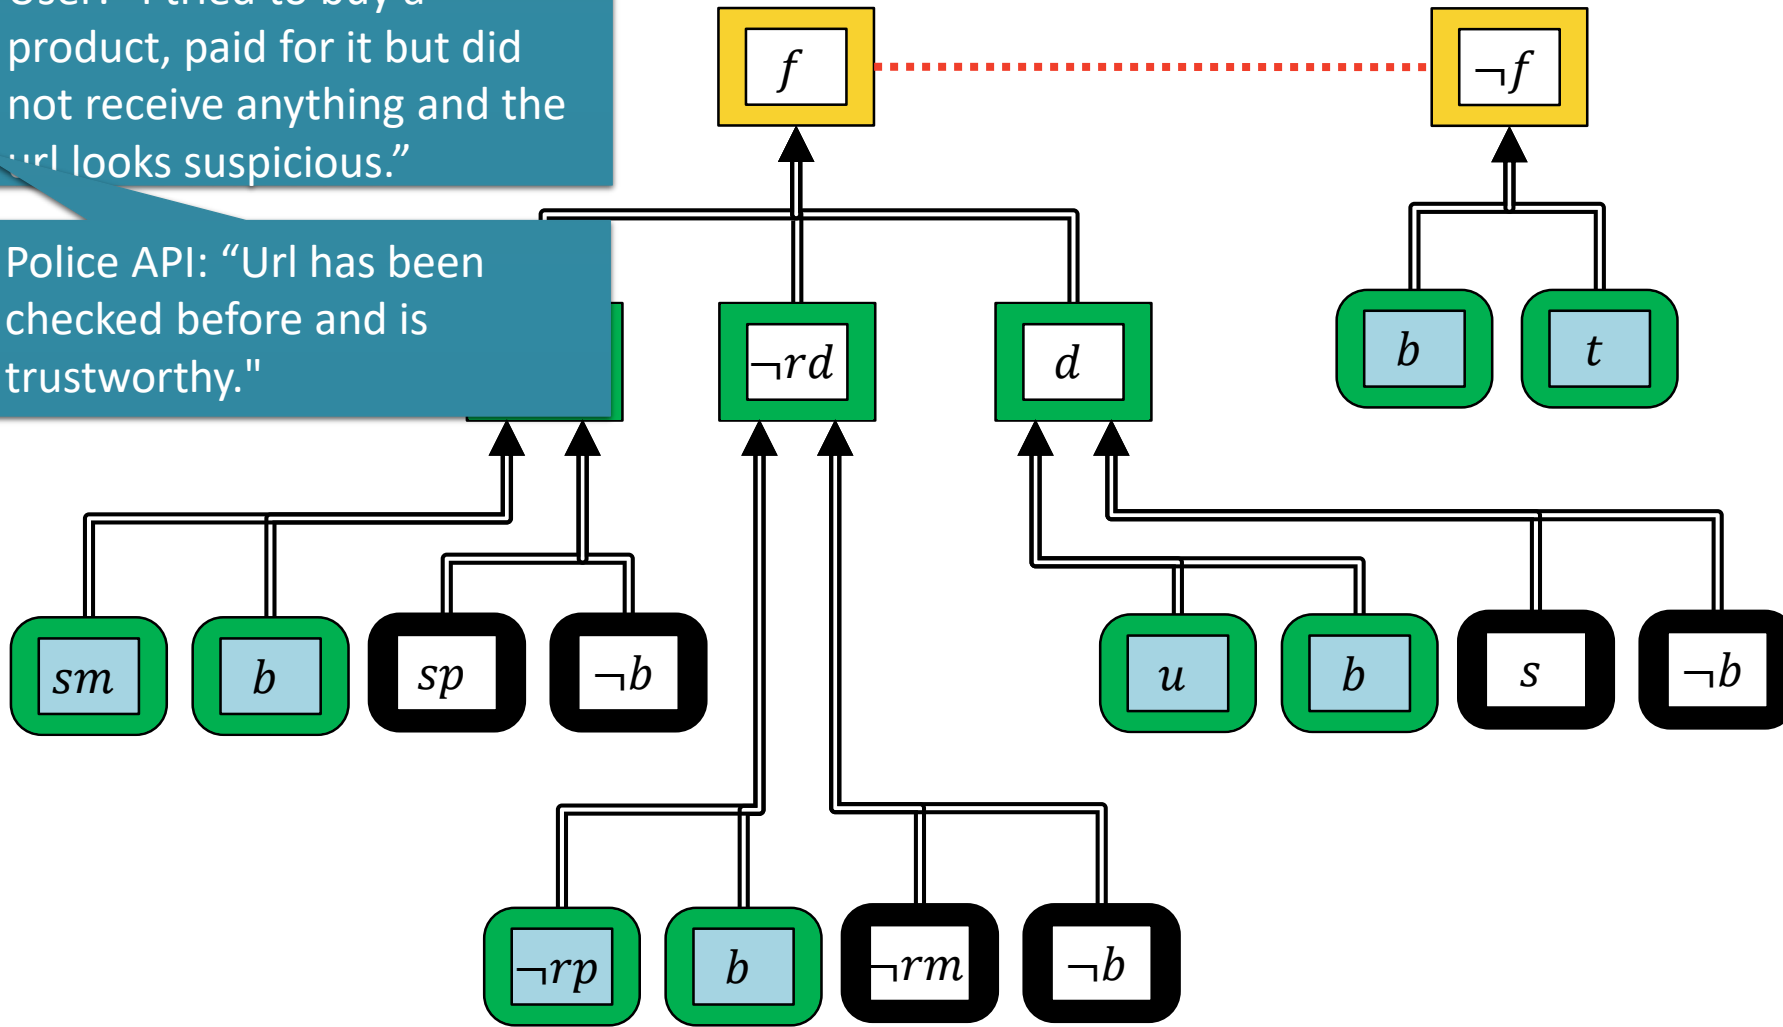 product, paid for it but did
not receive anything and the
url looks suspicious.”
Police API: “Url has been
checked before and is
trustworthy."
f
¬f
¬rd
d
b
t
sm
b
sp
¬b
u
b
s
¬b
¬rp
b
¬rm
¬b